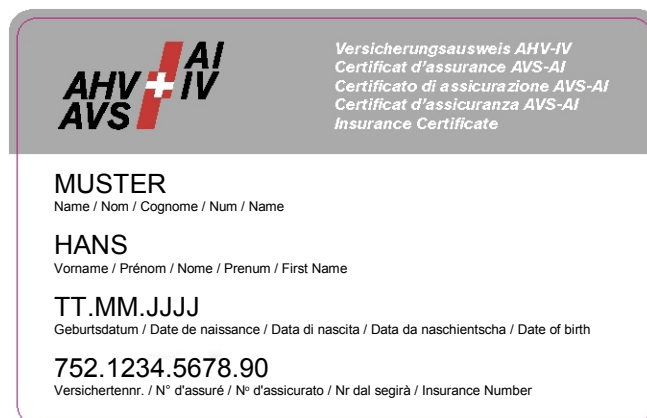 AHV AI
AVS IV
Versicherungsausweis AHV-IV
Certificat d'assurance AVS-AI
Certificato di assicurazione AVS-AI
Certificat d'assicuranza AVS-AI
Insurance Certificate
MUSTER
Name / Nom / Cognome / Num / Name
HANS
Vorname / Prénom / Nome / Prenum / First Name
TT.MM.JJJJ
Geburtsdatum / Date de naissance / Data di nascita / Data da naschientscha / Date of birth
752.1234.5678.90
Versichertennr. / N° d'assuré / Nº d'assicurato / Nr dal segirà / Insurance Number